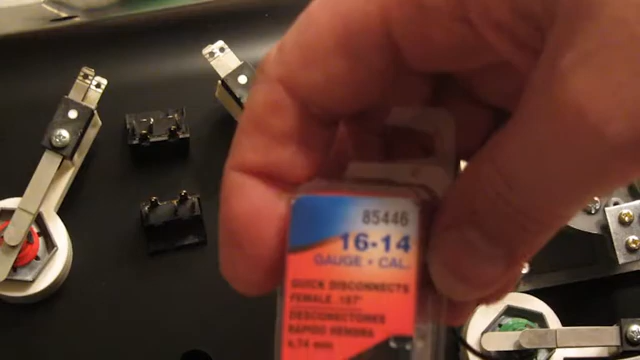 85446
16-14
GAUGE • CAL.
QUICK DISCONNECTS
FEMALE .187"
DESCONECTORES
RAPIDO HEMBRA
4.74 mm